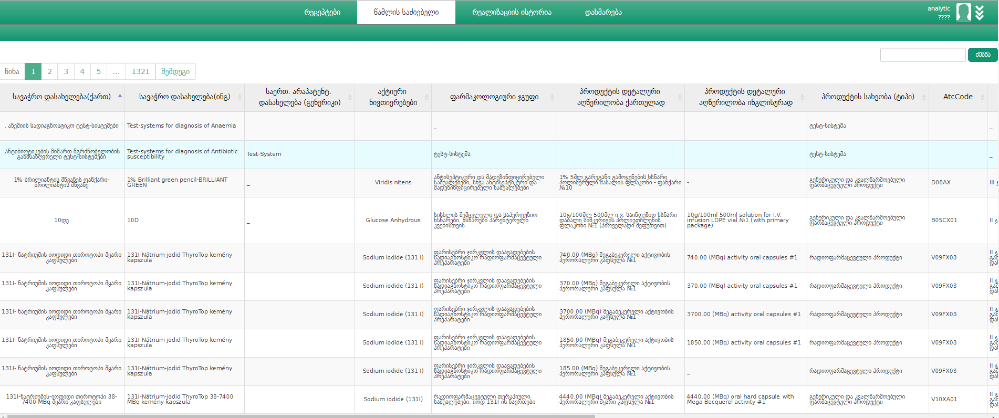 რეცეპტები
წამლის საძიებელი
რეალიზაციის ისტორია
დახმარება
analytic
????
ძებნა
წინა 1 2 3 4 5 ... 1321 შემდეგი
სავაჭრო დასახელება(ქართ)
სავაჭრო დასახელება(ინგ)
საერთ. არაპატენტ.
დასახელება (გენერიკი)
აქტიური
ნივთიერებები
ფარმაკოლოგიური ჯგუფი
პროდუქტის დეტალური
აღწერილობა ქართულად
პროდუქტის დეტალური
აღწერილობა ინგლისურად
პროდუქტის სახეობა (ტიპი)
AtcCode
. ანემიის სადიაგნოსტიკო ტესტ-სისტემები
Test-systems for diagnosis of Anaemia
_
ტესტ-სისტემა
_
.ანტიბიოტიკების მიმართ მგრძნობელობის
განმსაზღვრელი ტესტ-სისტემები
Test-systems for diagnosis of Antibiotic
susceptibility
Test-System
ტესტ-სისტემა
ტესტ-სისტემა
_
1% ბრილიანტის მწვანეს ფანქარი-
ბრილიანტის მწვანე
1% Brilliant green pencil-BRILLIANT
GREEN
_
Viridis nitens
ანტისეპტიკური და მადეზინფიცირებელი
საშუალებები, სხვა ანტისეპტიკური და
მადეზინფიცირებელი საშუალებები
1% 5მლ გარეგანი გამოყენების ხსნარი
პოლიმერული მასალის ფლაკონი - ფანქარი
№10
-
გენერიკული და კვალწარმოებული
ფარმაცევტული პროდუქტი
D08AX
III
10დე
10D
_
Glucose Anhydrous
სისხლის შემცვლელი და საპერფუზიო
ხსნარები, ხსნარები პარენტერული
კვებისთვის
10გ/100მლ 500მლ ი.ვ. საინფუზიო ხსნარი
დაბალი სიმკვრივის პოლიეთილენის
ფლაკონი №1 (პირველადი შეფუთვით)
10g/100ml 500ml solution for I.V.
infusion LDPE vial №1 (with primary
package)
გენერიკული და კვალწარმოებული
ფარმაცევტული პროდუქტი
B05CX01
II
131I- ნატრიუმის იოდიდი თიროტოპი მყარი
კაფსულები
131I-Nátrium-jodid ThyroTop kemény
kapszula
Sodium iodide (131 I)
ფარისებრი ჯირკვლის დაავადებების
სადიაგნოსტიკო რადიოფარმაცევტული
პრეპარატები
740.00 (MBq) მეგაბეკერელი აქტივობის
პერორალური კაფსულა №1
740.00 (MBq) activity oral capsules #1
რადიოფარმაცევტული პროდუქტი
V09FX03
II
131I- ნატრიუმის იოდიდი თიროტოპი მყარი
კაფსულები
131I-Nátrium-jodid ThyroTop kemény
kapszula
Sodium iodide (131 I)
ფარისებრი ჯირკვლის დაავადებების
სადიაგნოსტიკო რადიოფარმაცევტული
პრეპარატები
370.00 (MBq) მეგაბეკერელი აქტივობის
პერორალური კაფსულა №1
370.00 (MBq) activity oral capsules #1
რადიოფარმაცევტული პროდუქტი
V09FX03
II
131I- ნატრიუმის იოდიდი თიროტოპი მყარი
კაფსულები
131I-Nátrium-jodid ThyroTop kemény
kapszula
Sodium iodide (131 I)
ფარისებრი ჯირკვლის დაავადებების
სადიაგნოსტიკო რადიოფარმაცევტული
პრეპარატები
3700.00 (MBq) მეგაბეკერელი აქტივობის
პერორალური კაფსულა №1
3700.00 (MBq) activity oral capsules #1
რადიოფარმაცევტული პროდუქტი
V09FX03
II
131I- ნატრიუმის იოდიდი თიროტოპი მყარი
კაფსულები
131I-Nátrium-jodid ThyroTop kemény
kapszula
Sodium iodide (131 I)
ფარისებრი ჯირკვლის დაავადებების
სადიაგნოსტიკო რადიოფარმაცევტული
პრეპარატები
1850.00 (MBq) მეგაბეკერელი აქტივობის
პერორალური კაფსულა №1
1850.00 (MBq) activity oral capsules #1
რადიოფარმაცევტული პროდუქტი
V09FX03
II
131I- ნატრიუმის იოდიდი თიროტოპი მყარი
კაფსულები
131I-Nátrium-jodid ThyroTop kemény
kapszula
Sodium iodide (131 I)
ფარისებრი ჯირკვლის დაავადებების
სადიაგნოსტიკო რადიოფარმაცევტული
პრეპარატები
185.00 (MBq) მეგაბეკერელი აქტივობის
პერორალური კაფსულა №1
_
რადიოფარმაცევტული პროდუქტი
V09FX03
II
131I-ნატრიუმის-იოდიდი თიროტოპი 38-
7400 MBq მყარი კაფსულები
131I-Nátrium-jodid ThyroTop 38-7400
MBq kemény kapszula
Sodium iodide (131I)
რადიოფარმაცევტული თერაპიული
საშუალებები, იოდ 131I-ის ნაერთები
4440.00 (MBq) მეგაბეკერელი აქტივობის
პერორალური მყარი კაფსულა №1
4440.00 (MBq) oral hard capsule with
Mega Becquerel activity #1
გენერიკული და კვალწარმოებული
ფარმაცევტული პროდუქტი
V10XA01
II